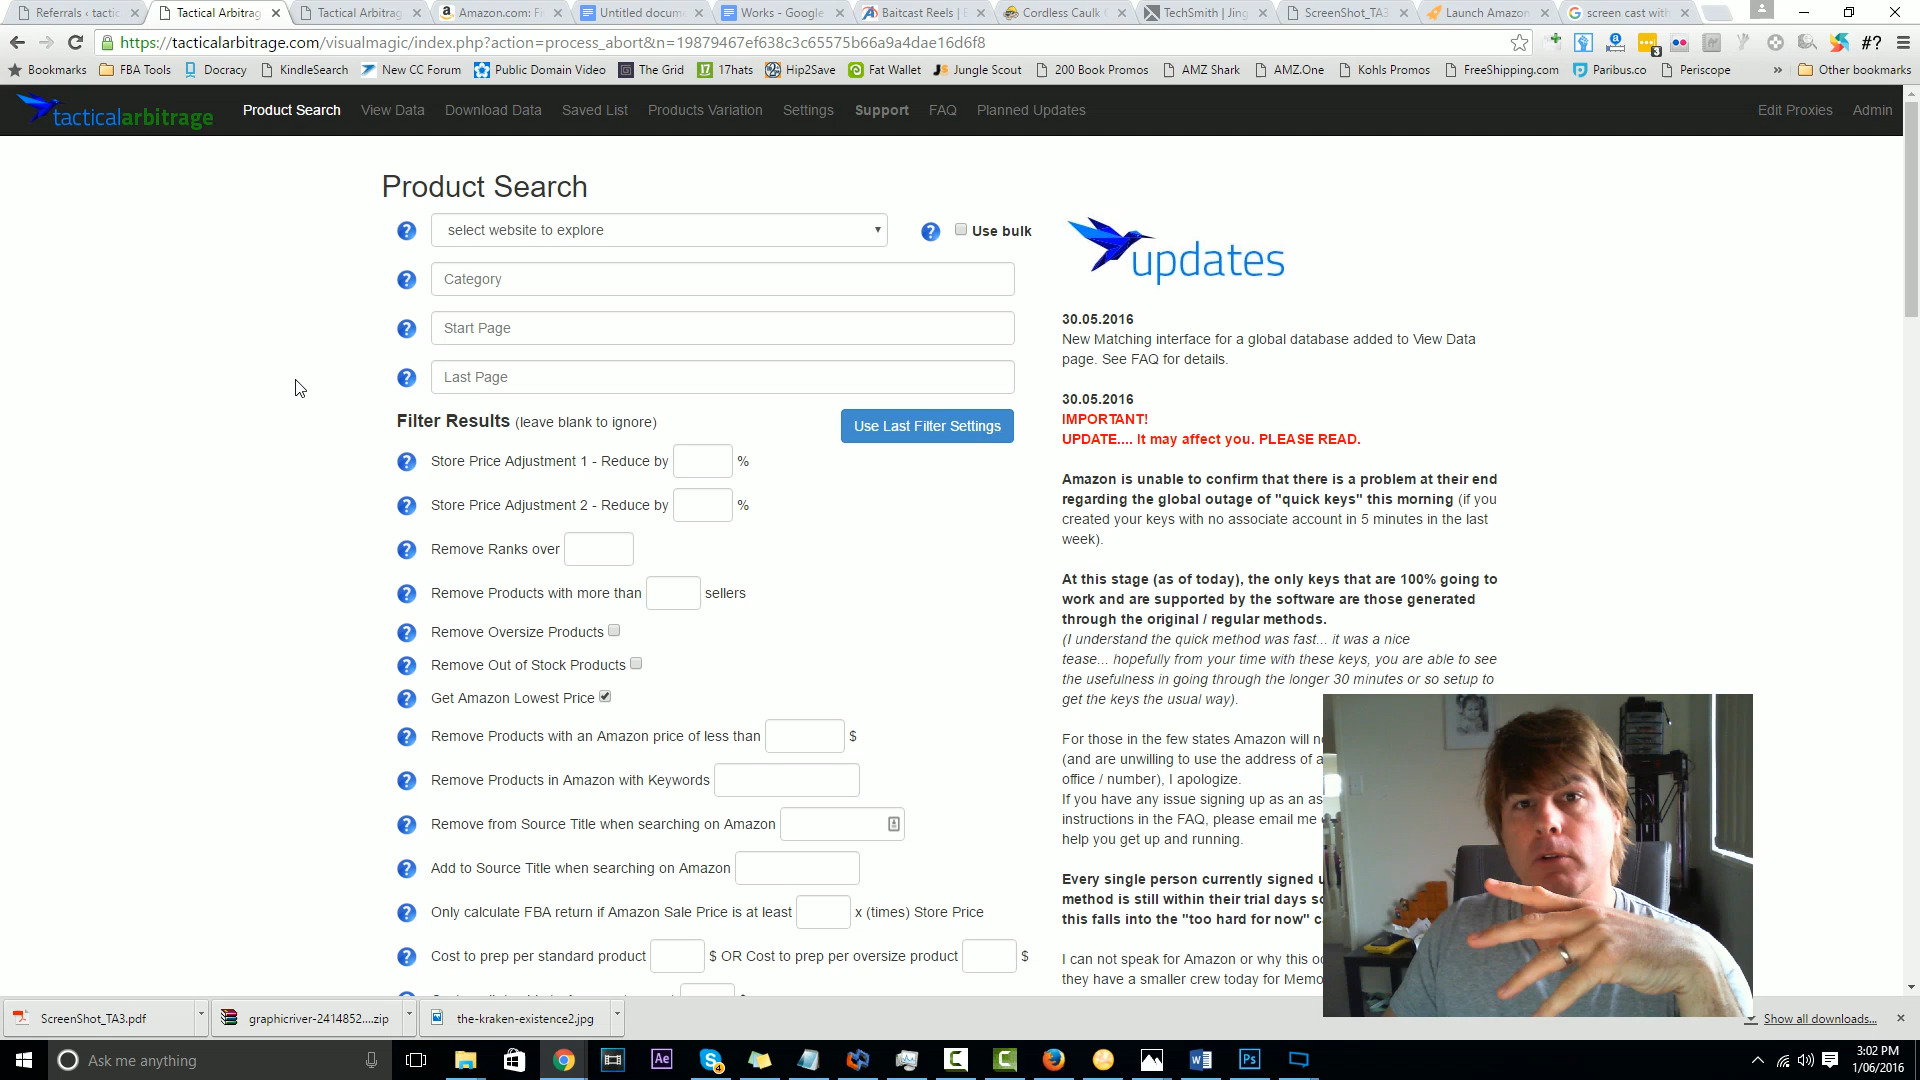 Referrals ‹ tactic
Tactical Arbitrag
Tactical Arbitrag
Amazon.com: F
Untitled docum
Works - Google
Baitcast Reels | E
Cordless Caulk
TechSmith | Jing
ScreenShot_TA3
Launch Amazon
screen cast with
https://tacticalarbitrage.com/visualmagic/index.php?action=process_abort&n=19879467ef638c3c65575b66a9a4dae16d6f8
Bookmarks
FBA Tools
Docracy
KindleSearch
New CC Forum
Public Domain Video
The Grid
17hats
Hip2Save
Fat Wallet
Jungle Scout
200 Book Promos
AMZ Shark
AMZ.One
Kohls Promos
FreeShipping.com
Paribus.co
Periscope
» Other bookmarks
tacticalarbitrage
Product Search
View Data
Download Data
Saved List
Products Variation
Settings
Support
FAQ
Planned Updates
Edit Proxies
Admin
Product Search
select website to explore
Use bulk
Category
Start Page
Last Page
Filter Results (leave blank to ignore)
Use Last Filter Settings
Store Price Adjustment 1 - Reduce by %
Store Price Adjustment 2 - Reduce by %
Remove Ranks over
Remove Products with more than sellers
Remove Oversize Products
Remove Out of Stock Products
Get Amazon Lowest Price
Remove Products with an Amazon price of less than $
Remove Products in Amazon with Keywords
Remove from Source Title when searching on Amazon
Add to Source Title when searching on Amazon
Only calculate FBA return if Amazon Sale Price is at least x (times) Store Price
Cost to prep per standard product $ OR Cost to prep per oversize product $
updates
30.05.2016
New Matching interface for a global database added to View Data
page. See FAQ for details.
30.05.2016
IMPORTANT!
UPDATE.... It may affect you. PLEASE READ.
Amazon is unable to confirm that there is a problem at their end
regarding the global outage of "quick keys" this morning (if you
created your keys with no associate account in 5 minutes in the last
week).
At this stage (as of today), the only keys that are 100% going to
work and are supported by the software are those generated
through the original / regular methods.
(I understand the quick method was fast... it was a nice
tease... hopefully from your time with these keys, you are able to see
the usefulness in going through the longer 30 minutes or so setup to
get the keys the usual way).
For those in the few states Amazon will
(and are unwilling to use the address of a
office / number), I apologize.
If you have any issue signing up as an
instructions in the FAQ, please email me
help you get up and running.
Every single person currently signed
method is still within their trial days
this falls into the "too hard for now"
I can not speak for Amazon or why this
they have a smaller crew today for
ScreenShot_TA3.pdf
graphicriver-2414852....zip
the-kraken-existence2.jpg
Show all downloads...
Ask me anything
3:02 PM
1/06/2016